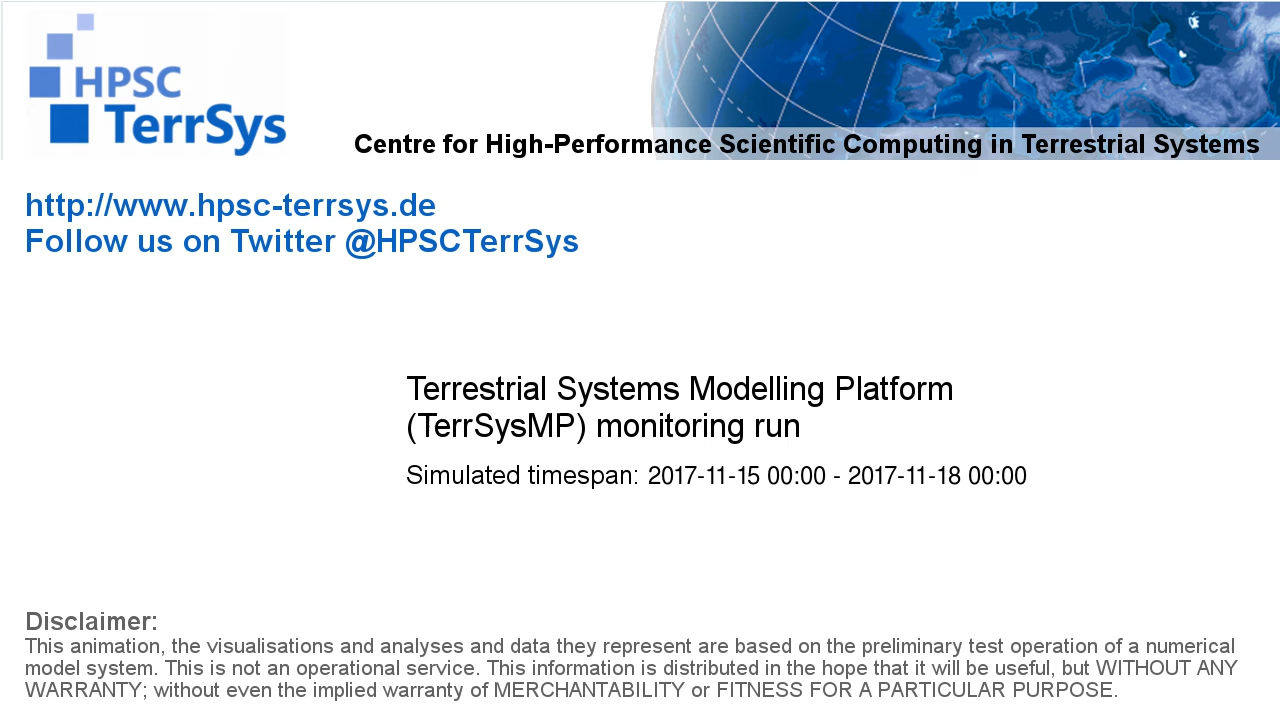 HPSC
TerrSys
Centre for High-Performance Scientific Computing in Terrestrial Systems
http://www.hpsc-terrsys.de
Follow us on Twitter @HPSCTerrSys
Terrestrial Systems Modelling Platform
(TerrSysMP) monitoring run
Simulated timespan: 2017-11-15 00:00 - 2017-11-18 00:00
Disclaimer:
This animation, the visualisations and analyses and data they represent are based on the preliminary test operation of a numerical
model system. This is not an operational service. This information is distributed in the hope that it will be useful, but WITHOUT ANY
WARRANTY; without even the implied warranty of MERCHANTABILITY or FITNESS FOR A PARTICULAR PURPOSE.